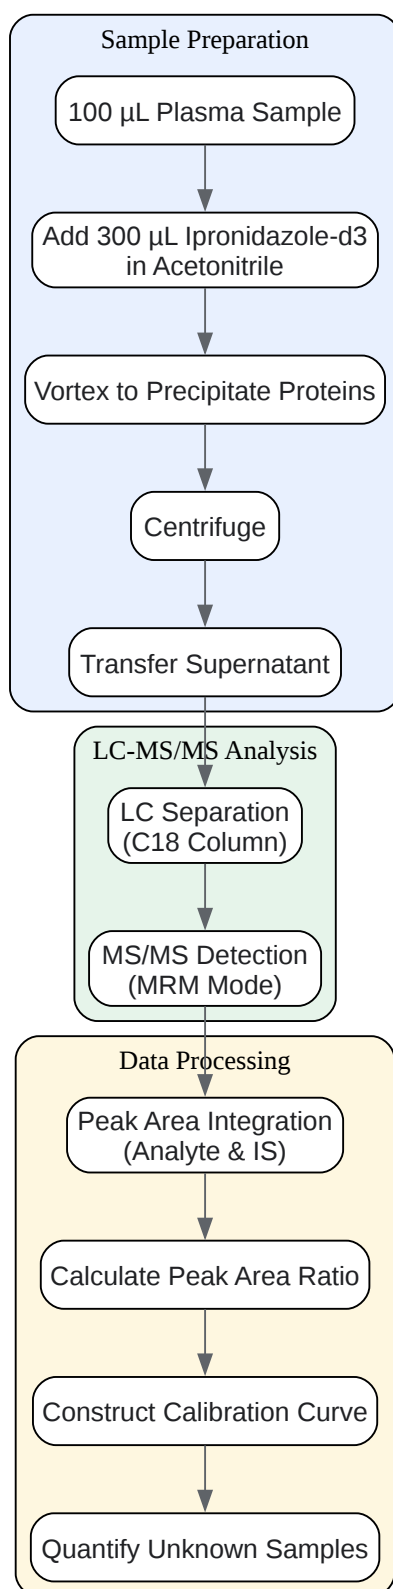 Sample Preparation
100 µL Plasma Sample
Add 300 µL Ipronidazole-d3
in Acetonitrile
Vortex to Precipitate Proteins
Centrifuge
Transfer Supernatant
LC-MS/MS Analysis
LC Separation
(C18 Column)
MS/MS Detection
(MRM Mode)
Data Processing
Peak Area Integration
(Analyte & IS)
Calculate Peak Area Ratio
Construct Calibration Curve
Quantify Unknown Samples